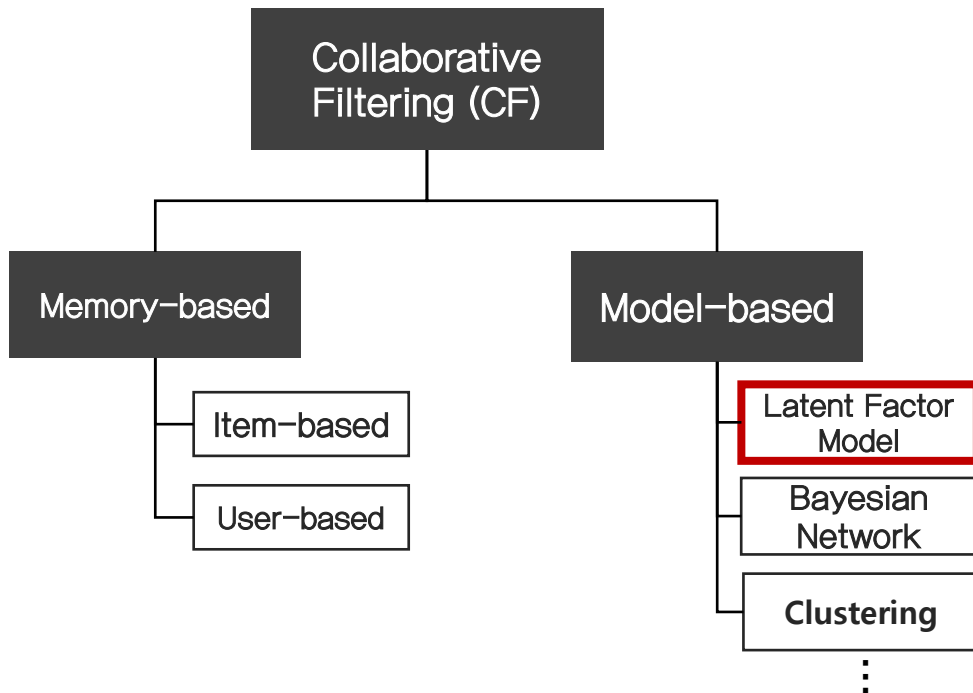 Collaborative
Filtering (CF)
Memory-based
Model-based
Item-based
User-based
Latent Factor
Model
Bayesian
Network
Clustering
⋮